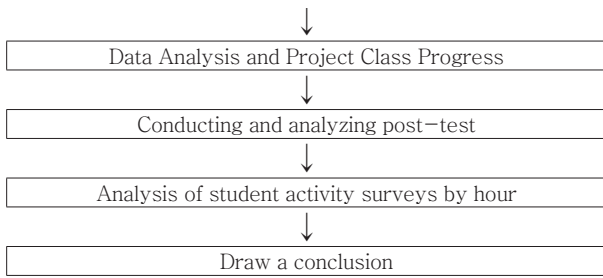 Data Analysis and Project Class Progress
Conducting and analyzing post-test
Analysis of student activity surveys by hour
Draw a conclusion